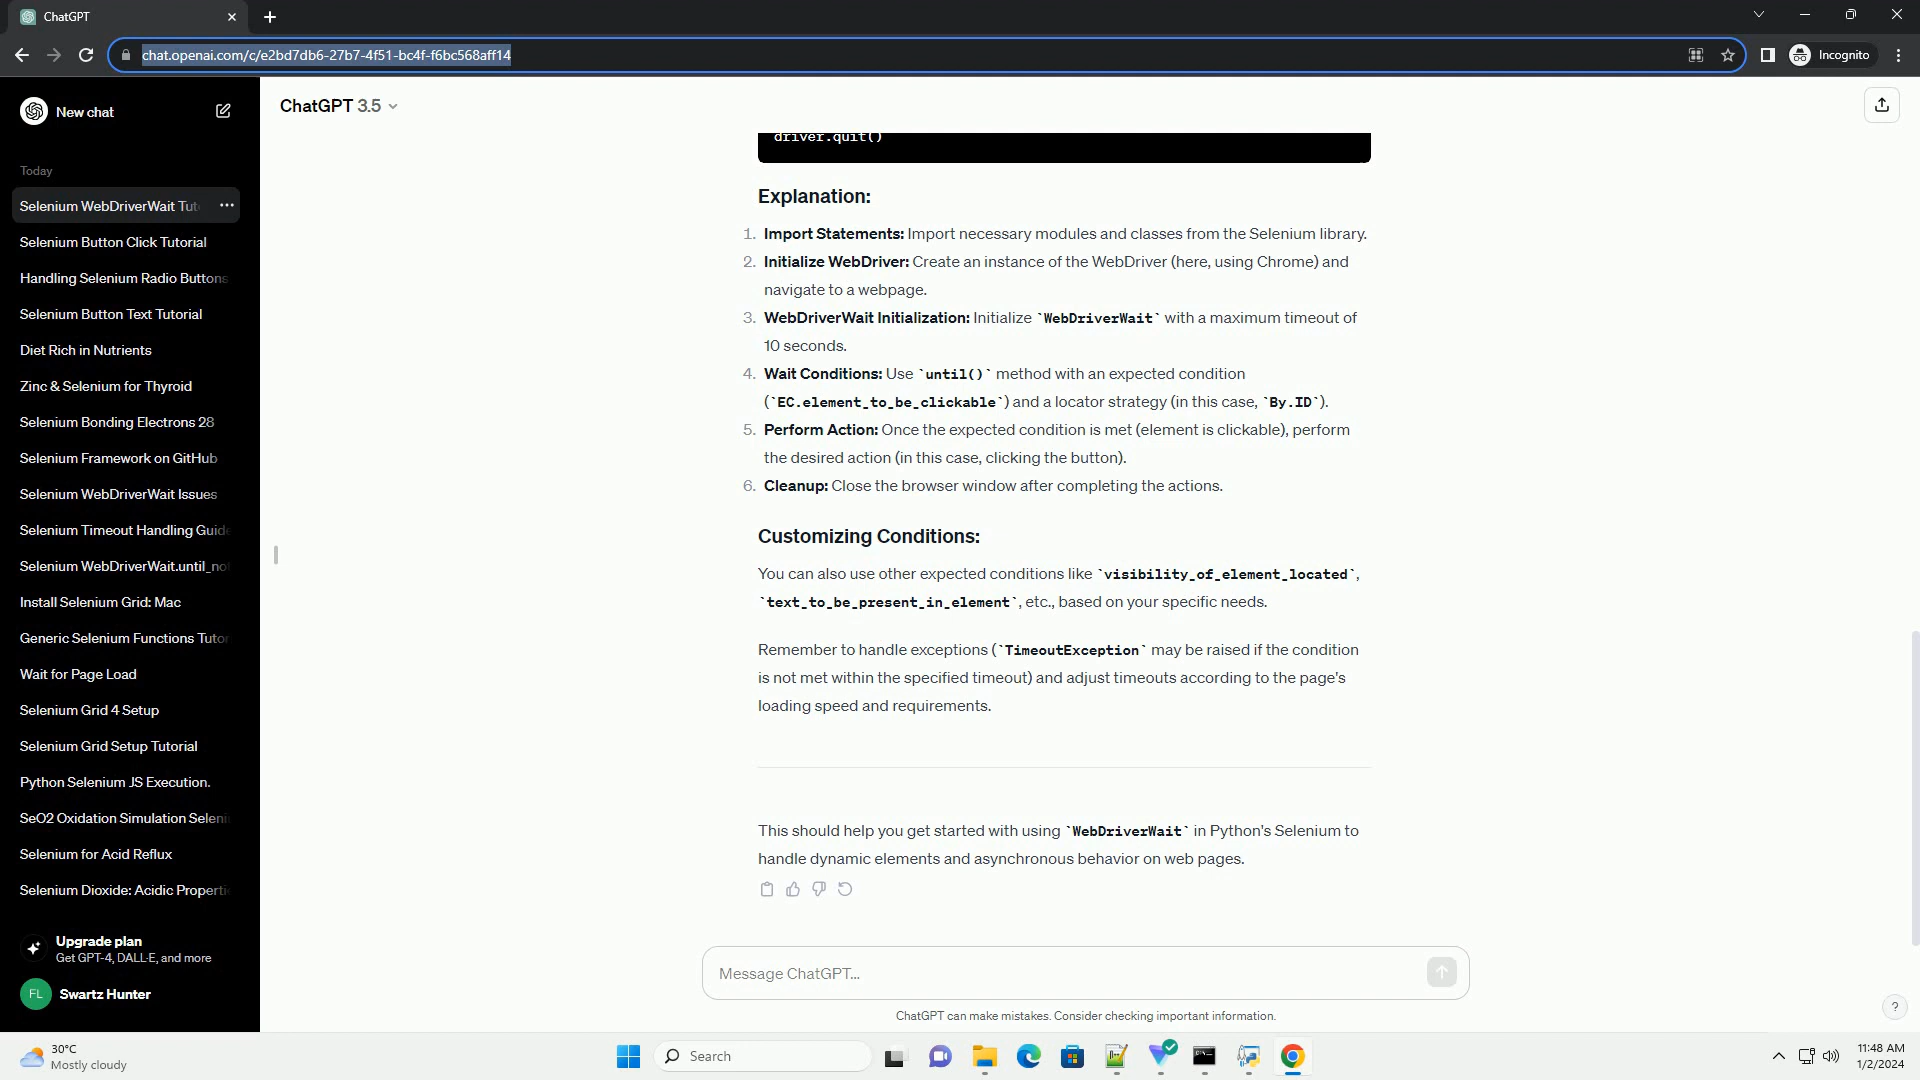 ChatGPT
chat.openai.com/c/e2bd7db6-27b7-4f51-bc4f-f6bc568aff14
Incognito
New chat
ChatGPT 3.5
Today
Selenium WebDriverWait Tut
Selenium Button Click Tutorial
Handling Selenium Radio Buttons
Selenium Button Text Tutorial
Diet Rich in Nutrients
Zinc & Selenium for Thyroid
Selenium Bonding Electrons 28
Selenium Framework on GitHub
Selenium WebDriverWait Issues
Selenium Timeout Handling Guide
Selenium WebDriverWait.until_not
Install Selenium Grid: Mac
Generic Selenium Functions Tutor
Wait for Page Load
Selenium Grid 4 Setup
Selenium Grid Setup Tutorial
Python Selenium JS Execution.
SeO2 Oxidation Simulation Seleni
Selenium for Acid Reflux
Selenium Dioxide: Acidic Properti
Upgrade plan
Get GPT-4, DALL·E, and more
FL
Swartz Hunter
driver.quit()
Explanation:
1. Import Statements: Import necessary modules and classes from the Selenium library.
2. Initialize WebDriver: Create an instance of the WebDriver (here, using Chrome) and
navigate to a webpage.
3. WebDriverWait Initialization: Initialize `WebDriverWait` with a maximum timeout of
10 seconds.
4. Wait Conditions: Use `until()` method with an expected condition
(`EC.element_to_be_clickable`) and a locator strategy (in this case, `By.ID`).
5. Perform Action: Once the expected condition is met (element is clickable), perform
the desired action (in this case, clicking the button).
6. Cleanup: Close the browser window after completing the actions.
Customizing Conditions:
You can also use other expected conditions like `visibility_of_element_located`,
`text_to_be_present_in_element`, etc., based on your specific needs.
Remember to handle exceptions (`TimeoutException` may be raised if the condition
is not met within the specified timeout) and adjust timeouts according to the page's
loading speed and requirements.
This should help you get started with using `WebDriverWait` in Python's Selenium to
handle dynamic elements and asynchronous behavior on web pages.
Message ChatGPT...
ChatGPT can make mistakes. Consider checking important information.
?
30°C
Mostly cloudy
Search
11:48 AM
1/2/2024